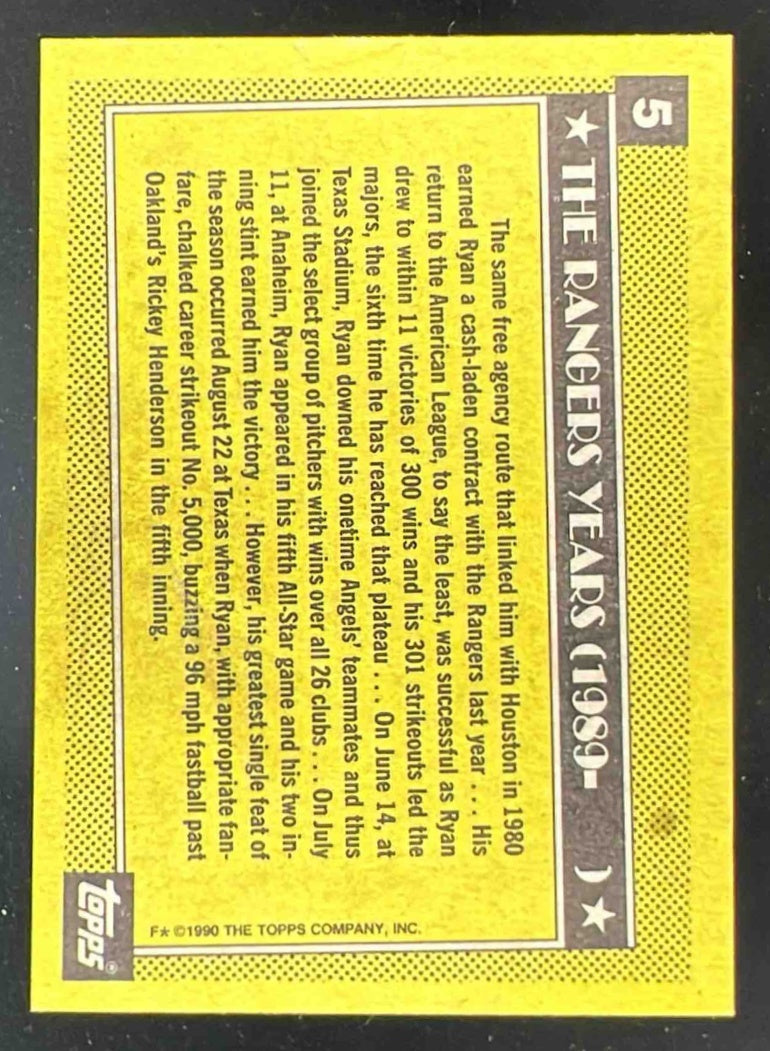 5
★ THE RANGERS YEARS (1989- ) ★
The same free agency route that linked him with Houston in 1980
earned Ryan a cash-laden contract with the Rangers last year . . . His
return to the American League, to say the least, was successful as Ryan
drew to within 11 victories of 300 wins and his 301 strikeouts led the
majors, the sixth time he has reached that plateau . . . On June 14, at
Texas Stadium, Ryan downed his onetime Angels' teammates and thus
joined the select group of pitchers with wins over all 26 clubs . . . On July
11, at Anaheim, Ryan appeared in his fifth All-Star game and his two in-
ning stint earned him the victory . . . However, his greatest single feat of
the season occurred August 22 at Texas when Ryan, with appropriate fan-
fare, chalked career strikeout No. 5,000, buzzing a 96 mph fastball past
Oakland's Rickey Henderson in the fifth inning.
F★ ©1990 THE TOPPS COMPANY, INC.
topps®